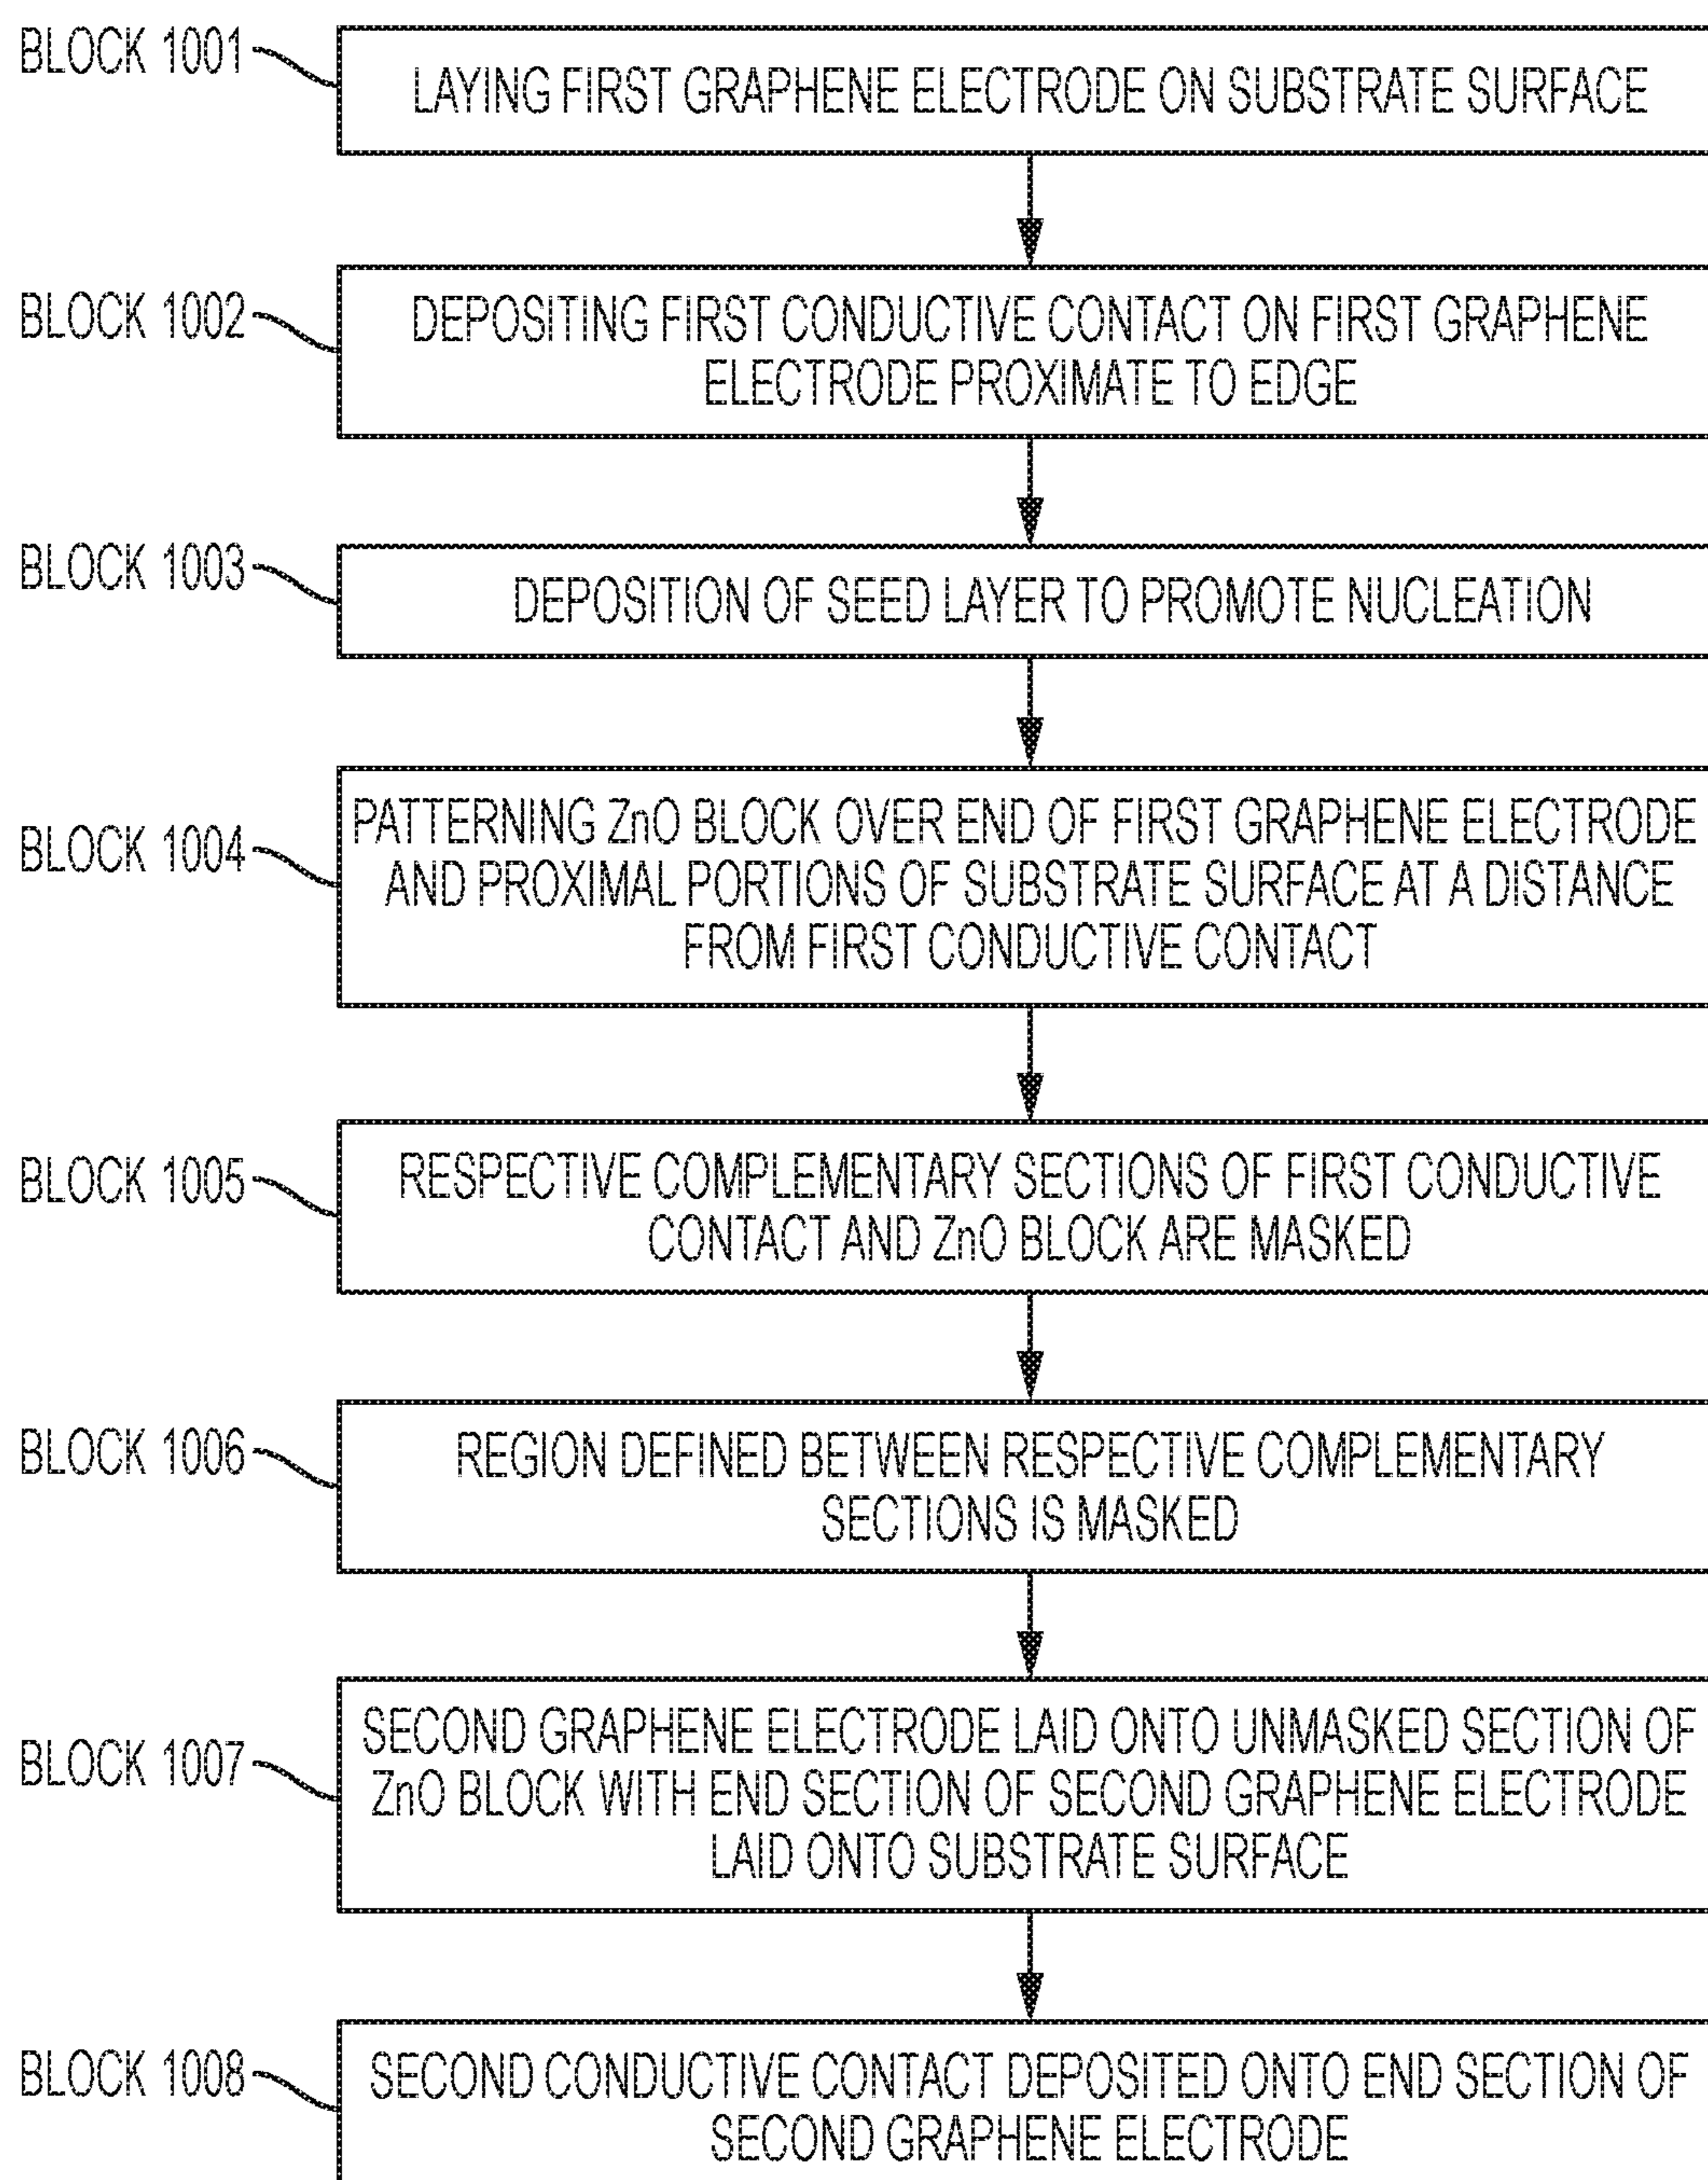 BLOCK 1001
LAYING FIRST GRAPHENE ELECTRODE ON SUBSTRATE SURFACE
BLOCK 1002
DEPOSITING FIRST CONDUCTIVE CONTACT ON FIRST GRAPHENE
ELECTRODE PROXIMATE TO EDGE
BLOCK 1003
DEPOSITION OF SEED LAYER TO PROMOTE NUCLEATION
BLOCK 1004
PATTERNING ZnO BLOCK OVER END OF FIRST GRAPHENE ELECTRODE
AND PROXIMAL PORTIONS OF SUBSTRATE SURFACE AT A DISTANCE
FROM FIRST CONDUCTIVE CONTACT
BLOCK 1005
RESPECTIVE COMPLEMENTARY SECTIONS OF FIRST CONDUCTIVE
CONTACT AND ZnO BLOCK ARE MASKED
BLOCK 1006
REGION DEFINED BETWEEN RESPECTIVE COMPLEMENTARY
SECTIONS IS MASKED
BLOCK 1007
SECOND GRAPHENE ELECTRODE LAID ONTO UNMASKED SECTION OF
ZnO BLOCK WITH END SECTION OF SECOND GRAPHENE ELECTRODE
LAID ONTO SUBSTRATE SURFACE
BLOCK 1008
SECOND CONDUCTIVE CONTACT DEPOSITED ONTO END SECTION OF
SECOND GRAPHENE ELECTRODE